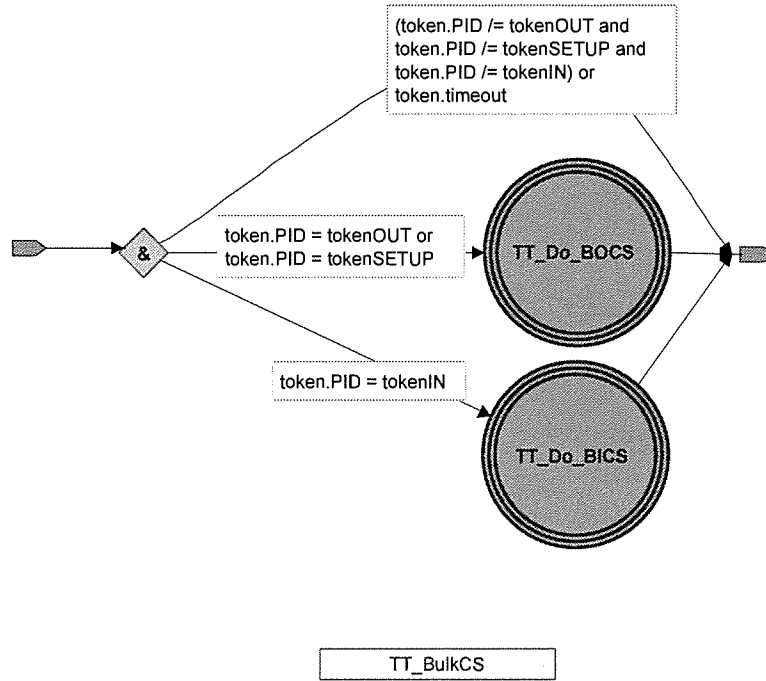 (token.PID /= tokenOUT and
token.PID /= tokenSETUP and
token.PID /= tokenIN) or
token.timeout
&
token.PID = tokenOUT or
token.PID = tokenSETUP
TT_Do_BOCS
token.PID = tokenIN
TT_Do_BICS
TT_BulkCS